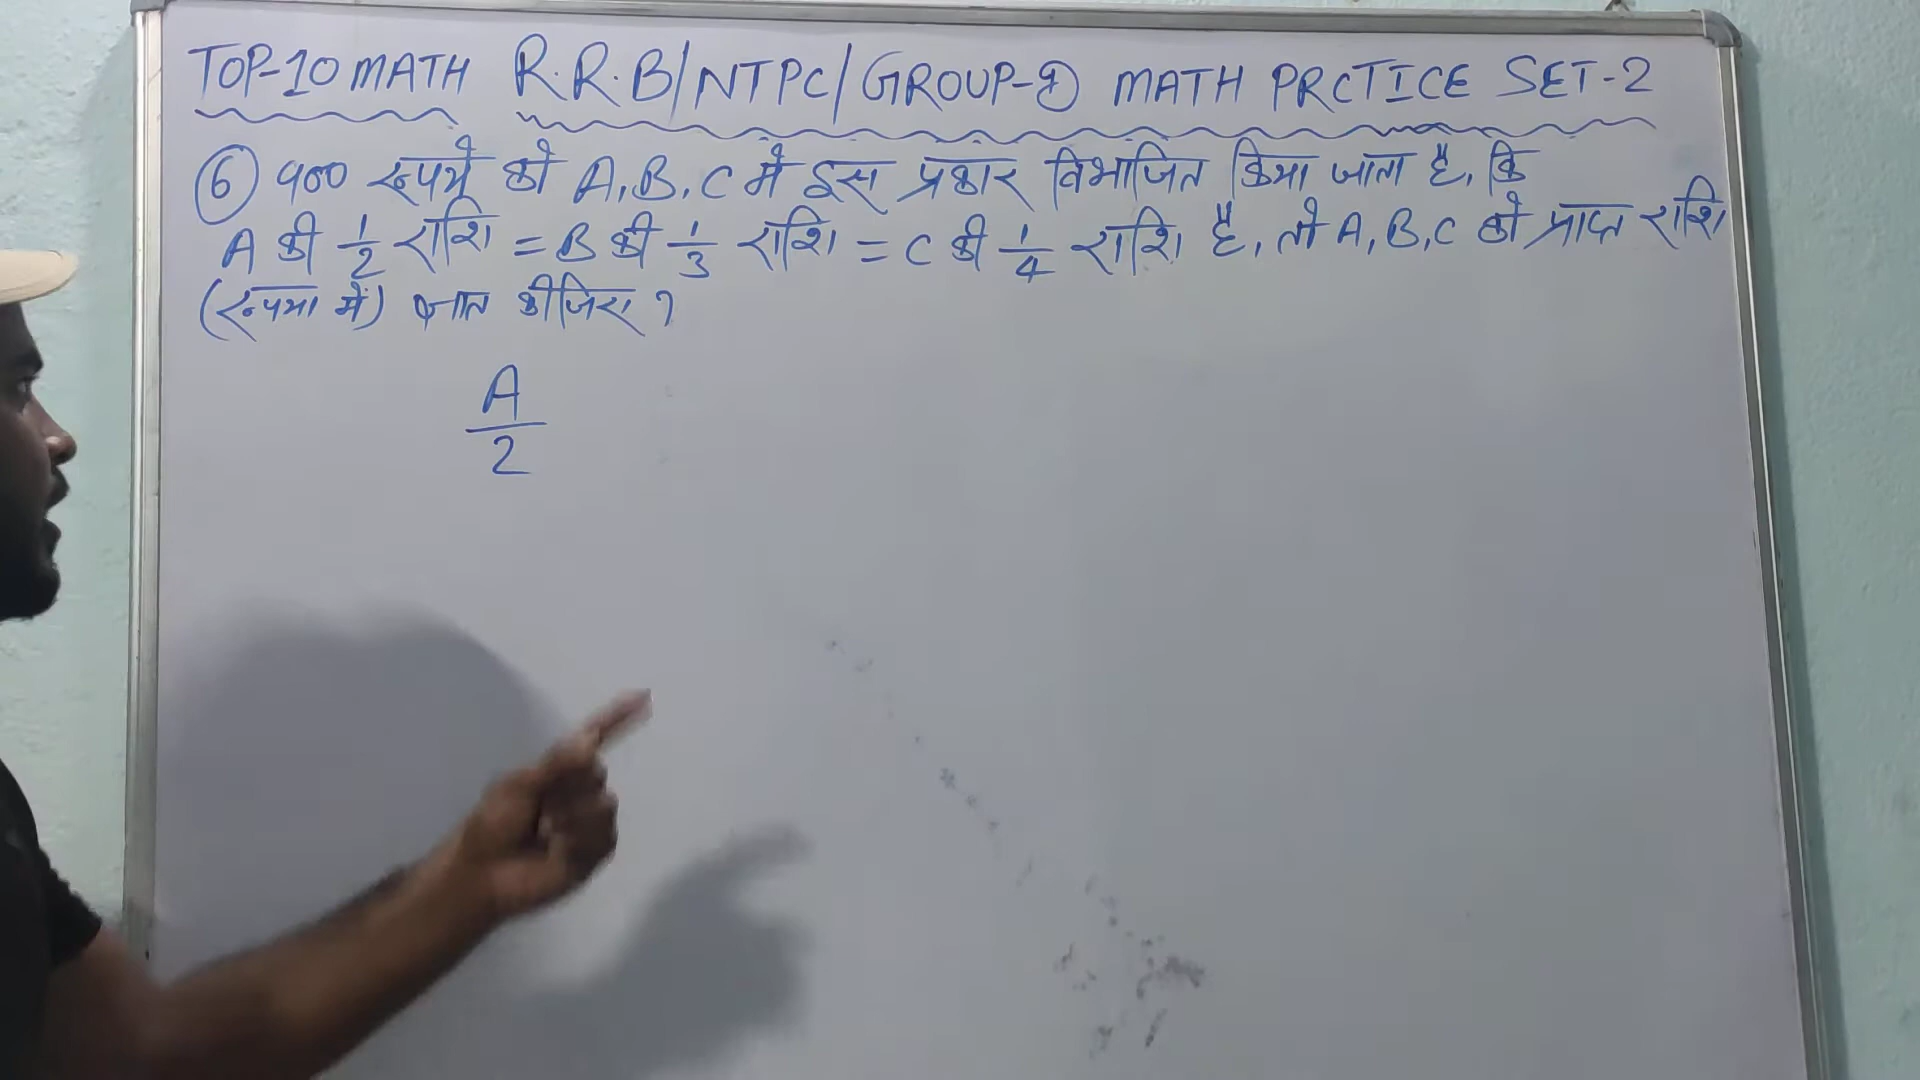 TOP-10 MATH R.R.B/NTPC/GROUP-D MATH PRCTICE SET-2
⑥ 900 रूपये को A, B, C में इस प्रकार विभाजित किया जाता है, कि
A की 1/2 राशि = B की 1/3 राशि = C की 1/4 राशि है, तो A, B, C को प्राप्त राशि
(रूपया में) ज्ञात कीजिए ?
A/2